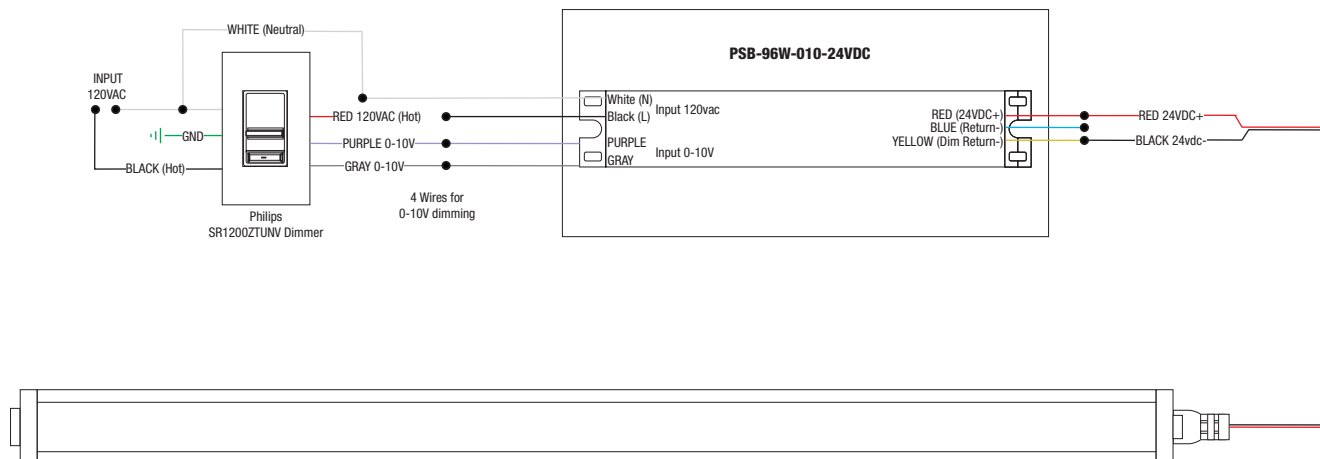 WHITE (Neutral)
PSB-96W-010-24VDC
INPUT
120VAC
White (N)
Black (L)
Input 120vac
RED 120VAC (Hot)
RED (24VDC+)
RED 24VDC+
BLUE (Return-)
GND
PURPLE 0-10V
PURPLE
YELLOW (Dim Return-)
BLACK 24vdc-
Input 0-10V
BLACK (Hot)
GRAY 0-10V
GRAY
4 Wires for
0-10V dimming
Philips
SR1200ZTUNV Dimmer